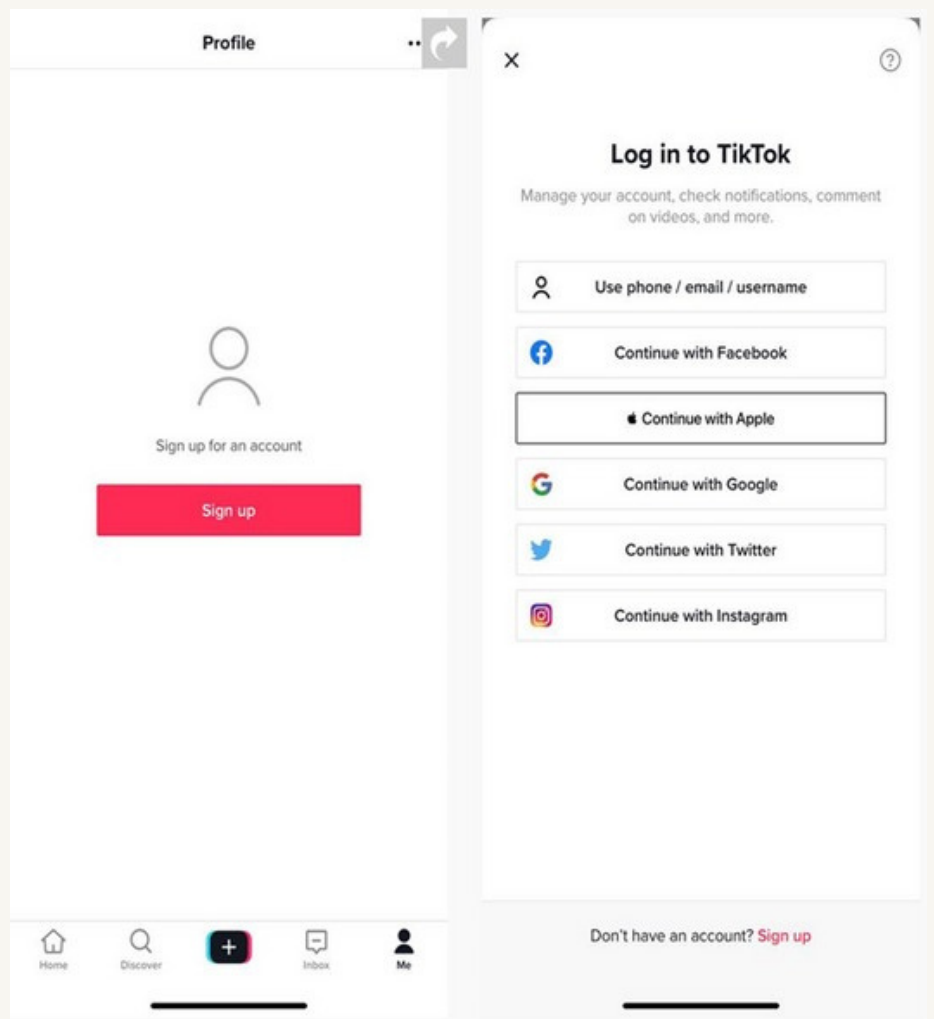 Profile
Sign up for an account
Sign up
Home
Discover
Inbox
Me
Log in to TikTok
Manage your account, check notifications, comment
on videos, and more.
Use phone / email / username
Continue with Facebook
Continue with Apple
Continue with Google
Continue with Twitter
Continue with Instagram
Don't have an account? Sign up